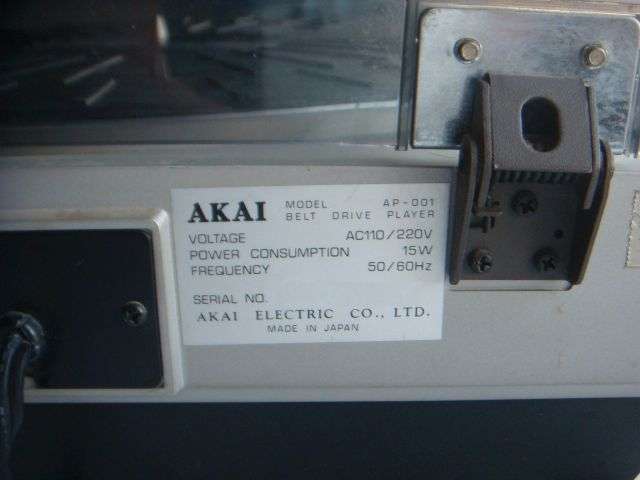 AKAI MODEL AP-001
BELT DRIVE PLAYER
VOLTAGE AC110/220V
POWER CONSUMPTION 15W
FREQUENCY 50/60Hz
SERIAL NO.
AKAI ELECTRIC CO., LTD.
MADE IN JAPAN